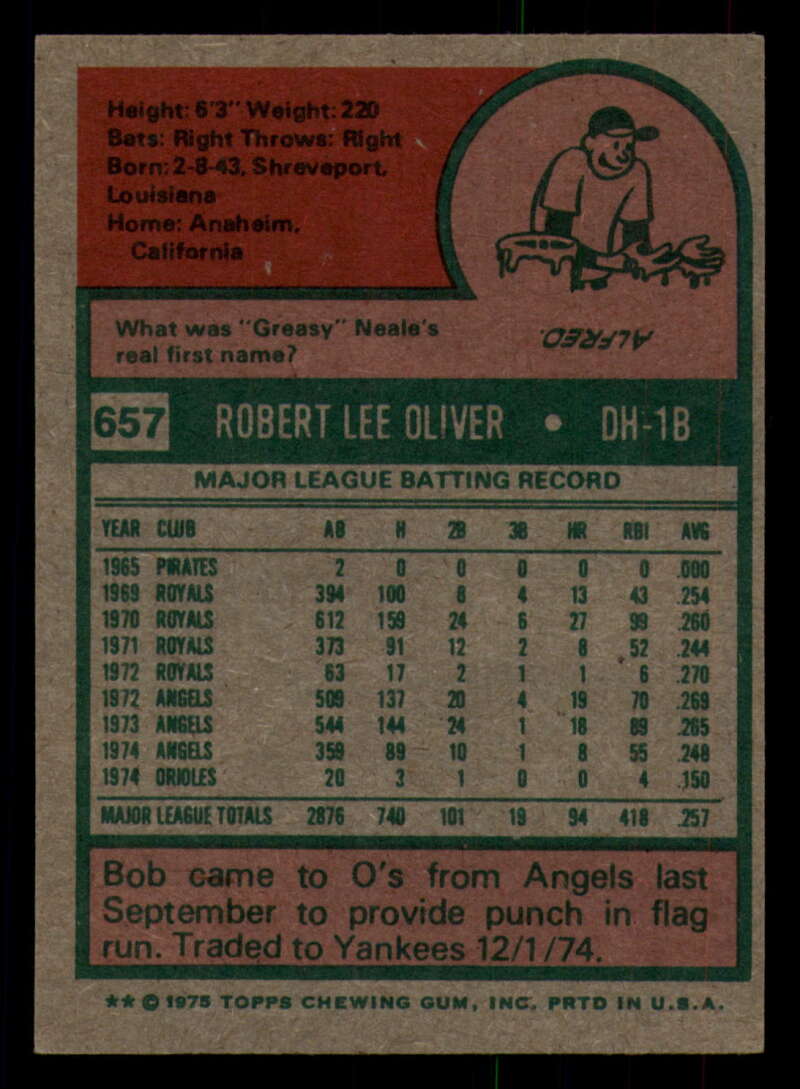 Height: 6'3" Weight: 220
Bats: Right Throws: Right
Born: 2-8-43, Shreveport,
Louisiana
Home: Anaheim,
California
What was "Greasy" Neale's
real first name?
ALFRED.
657 ROBERT LEE OLIVER • DH-1B
MAJOR LEAGUE BATTING RECORD
YEAR CLUB AB H 2B 3B HR RBI AVG
1965 PIRATES 2 0 0 0 0 0 .000
1969 ROYALS 394 100 8 4 13 43 .254
1970 ROYALS 612 159 24 6 27 99 .260
1971 ROYALS 373 91 12 2 8 52 .244
1972 ROYALS 63 17 2 1 1 6 .270
1972 ANGELS 509 137 20 4 19 70 .269
1973 ANGELS 544 144 24 1 18 89 .265
1974 ANGELS 359 89 10 1 8 55 .248
1974 ORIOLES 20 3 1 0 0 4 .150
MAJOR LEAGUE TOTALS 2876 740 101 19 94 418 .257
Bob came to O's from Angels last
September to provide punch in flag
run. Traded to Yankees 12/1/74.
** © 1975 TOPPS CHEWING GUM, INC. PRTD IN U.S.A.